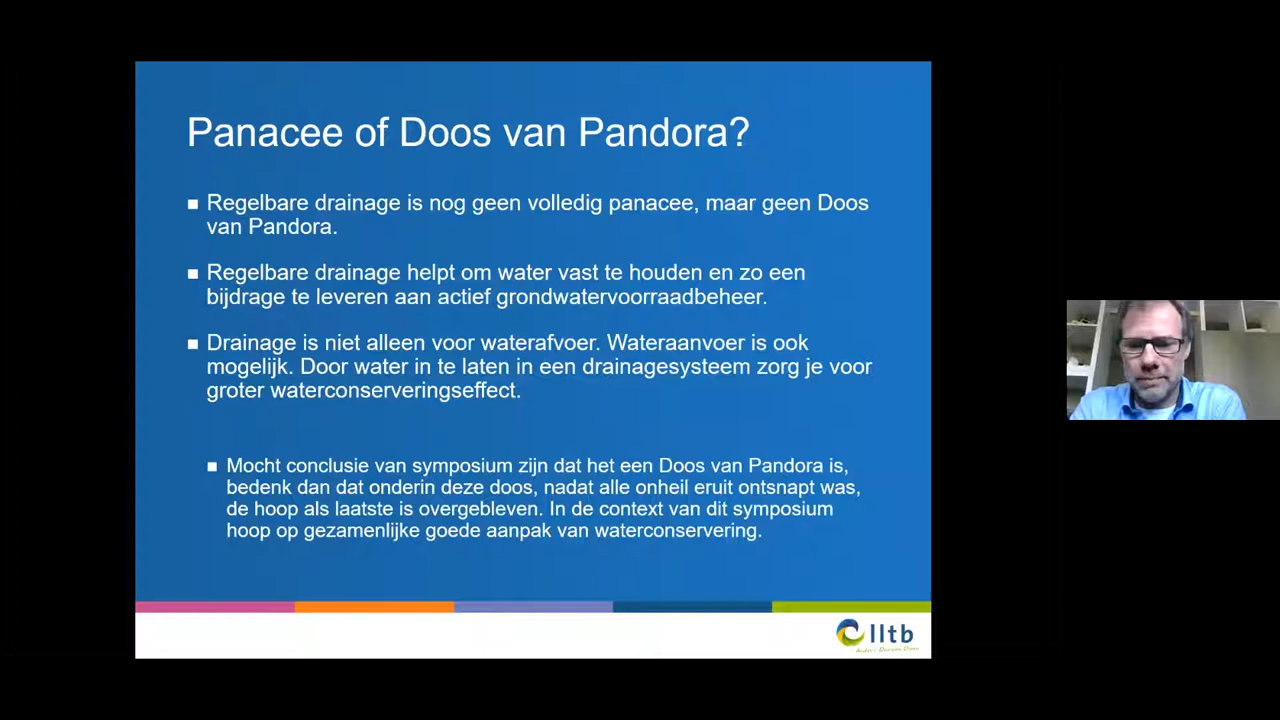 Panacee of Doos van Pandora?
Regelbare drainage is nog geen volledig panacee, maar geen Doos
van Pandora.
Regelbare drainage helpt om water vast te houden en zo een
bijdrage te leveren aan actief grondwatervoorraadbeheer.
Drainage is niet alleen voor waterafvoer. Wateraanvoer is ook
mogelijk. Door water in te laten in een drainagesysteem zorg je voor
groter waterconserveringseffect.
Mocht conclusie van symposium zijn dat het een Doos van Pandora is,
bedenk dan dat onderin deze doos, nadat alle onheil eruit ontsnapt was,
de hoop als laatste is overgebleven. In de context van dit symposium
hoop op gezamenlijke goede aanpak van waterconservering.
lltb